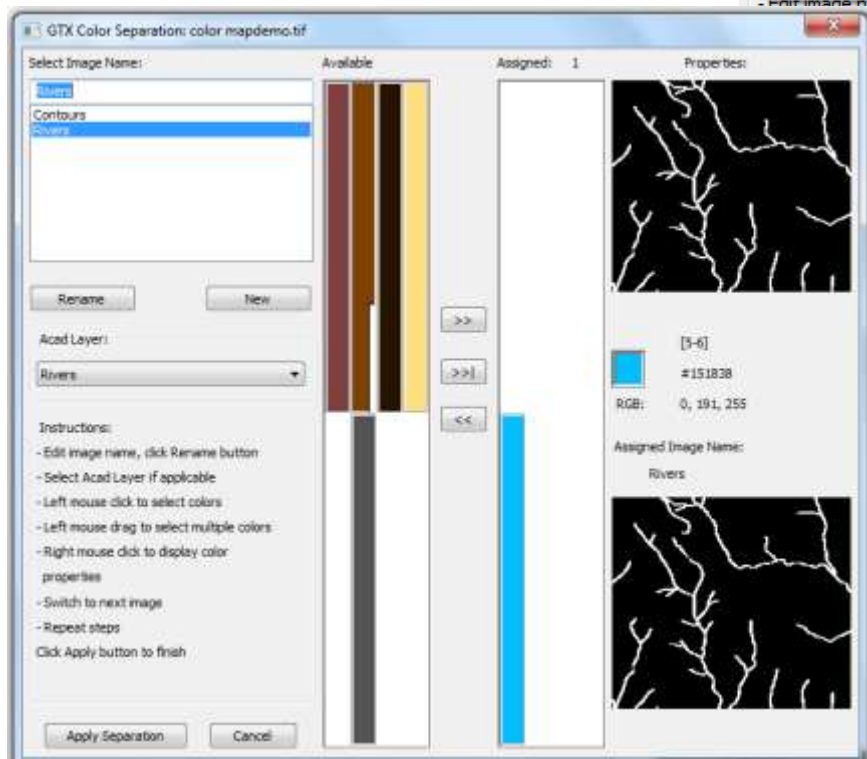 - Edit image n
GTX Color Separation: color mapdemo.tif
Select Image Name:
Rivers
Contours
Rivers
Rename
New
Acad Layer:
Rivers
Instructions:
- Edit image name, click Rename button
- Select Acad Layer if applicable
- Left mouse click to select colors
- Left mouse drag to select multiple colors
- Right mouse click to display color
properties
- Switch to next image
- Repeat steps
Click Apply button to finish
Apply Separation
Cancel
Available
>>
>>|
<<
Assigned: 1
Properties:
[5-6]
#151838
RGB: 0, 191, 255
Assigned Image Name:
Rivers